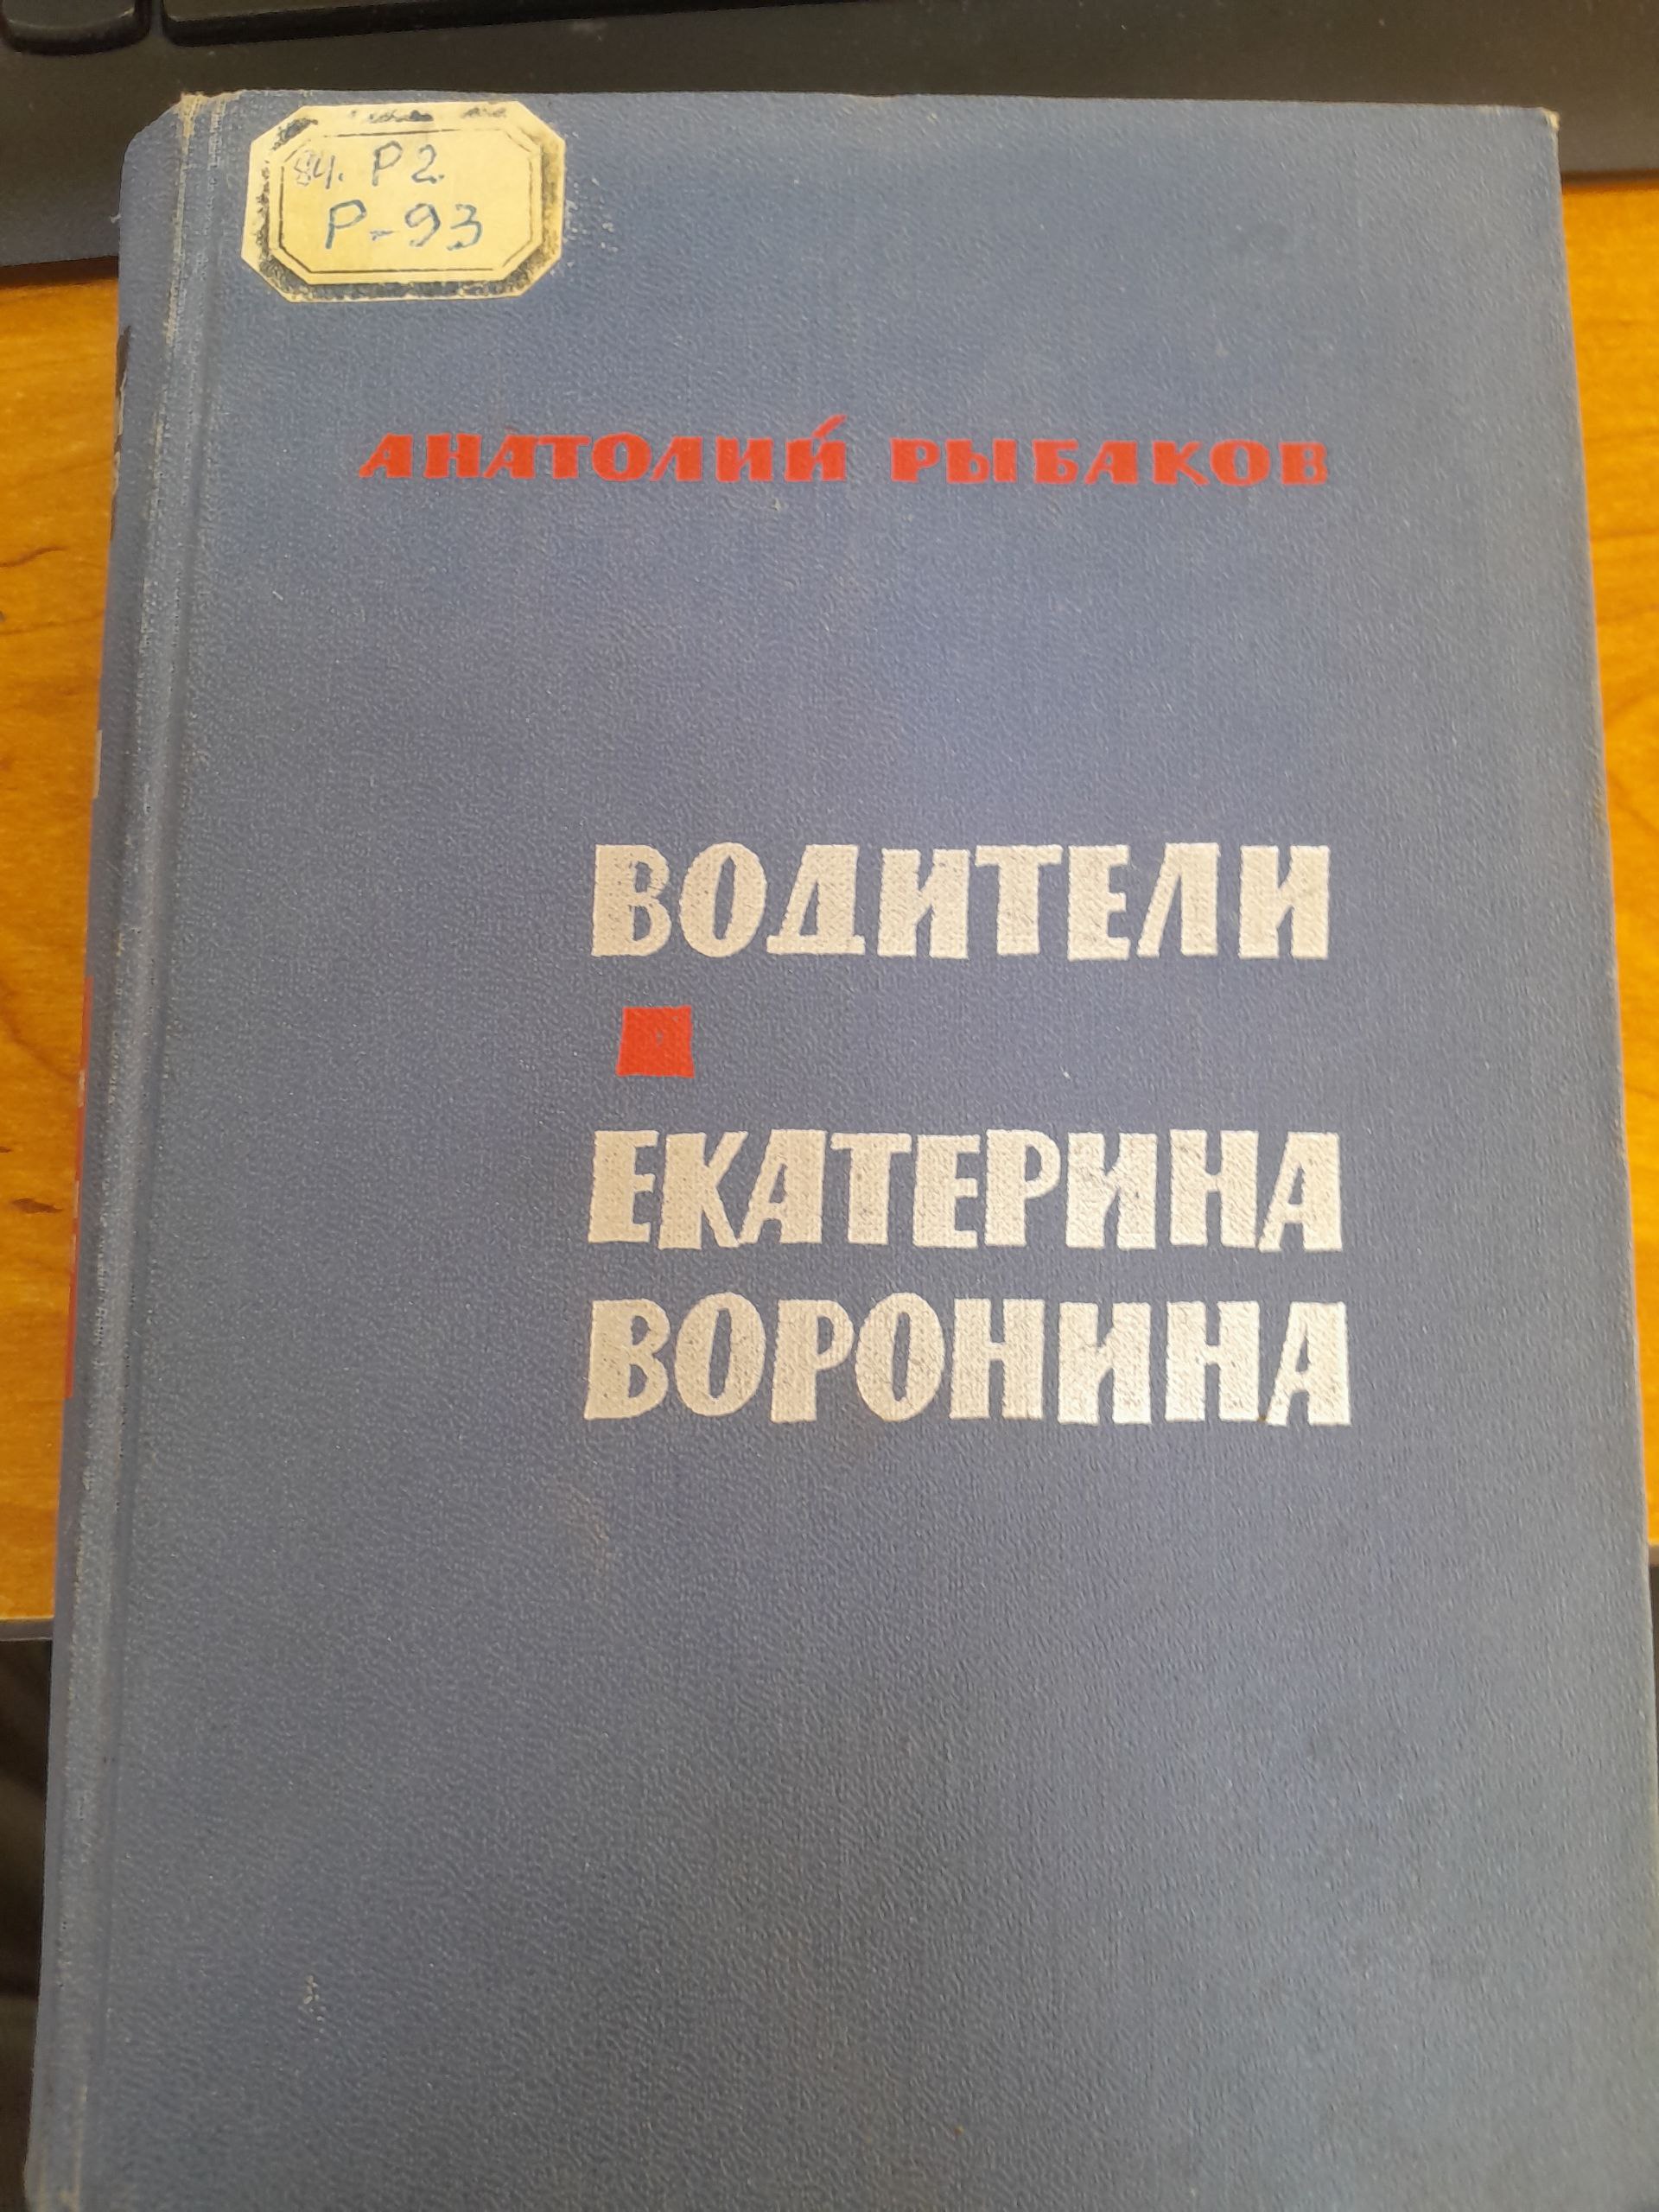 84. Р2
Р-93
АНАТОЛИЙ РЫБАКОВ
ВОДИТЕЛИ
ЕКАТЕРИНА
ВОРОНИНА